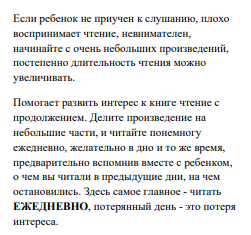 Если ребенок не приучен к слушанию, плохо
воспринимает чтение, невнимателен,
начинайте с очень небольших произведений,
постепенно длительность чтения можно
увеличивать.
Помогает развить интерес к книге чтение с
продолжением. Делите произведение на
небольшие части, и читайте понемногу
ежедневно, желательно в дно и то же время,
предварительно вспомнив вместе с ребенком,
о чем вы читали в предыдущие дни, на чем
остановились. Здесь самое главное - читать
ЕЖЕДНЕВНО, потерянный день - это потеря
интереса.